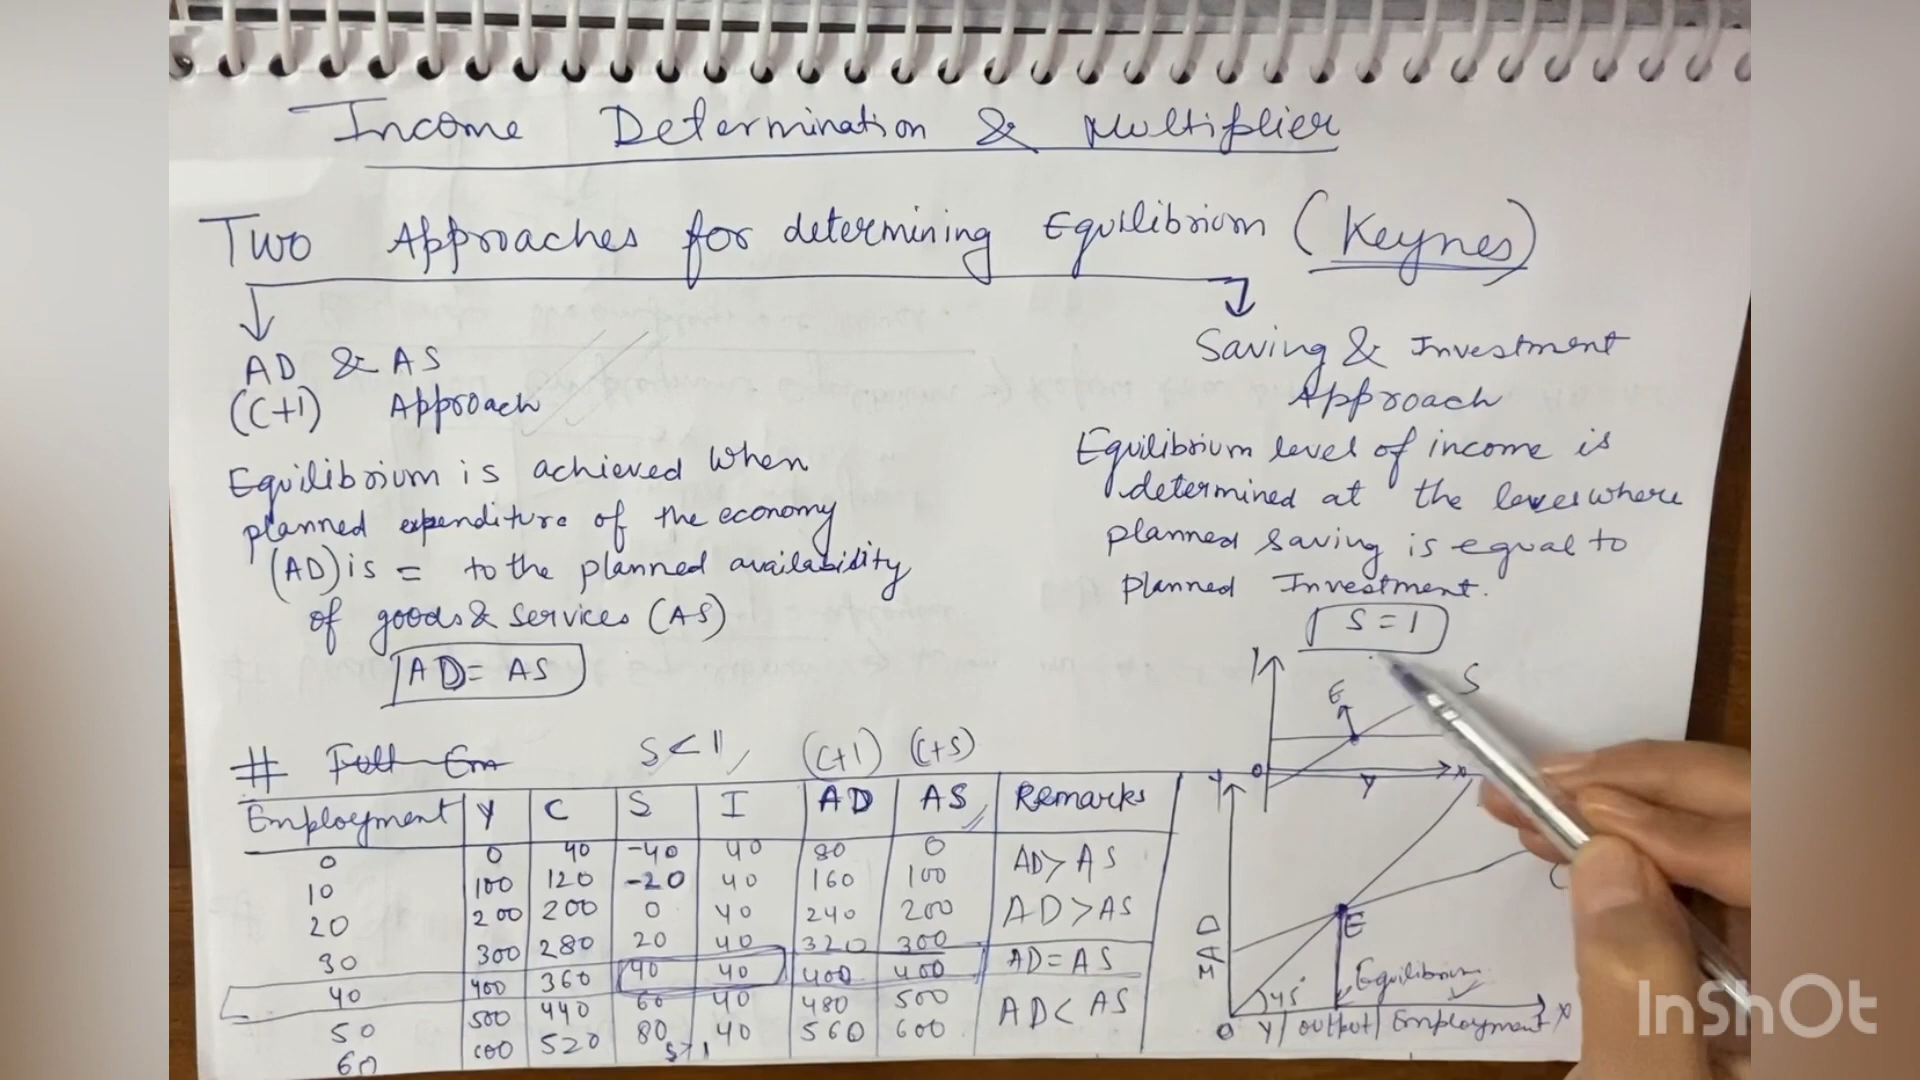 Income Determination & Multiplier
Two Approaches for determining Equilibrium (Keynes)
AD & AS
(C+I) Approach
Equilibrium is achieved when
planned expenditure of the economy
(AD) is = to the planned availability
of goods & services (AS)
AD = AS
Saving & Investment
Approach
Equilibrium level of income is
determined at the level where
planned saving is equal to
planned Investment.
S = I
Y
S
E
O
Y
X
# Full Em
S < I
(C+I) (C+S)
Employment Y C S I AD AS Remarks
0 0 40 -40 40 80 0
10 100 120 -20 40 160 100 AD > AS
20 200 200 0 40 240 200 AD > AS
30 300 280 20 40 320 300
40 400 360 40 40 400 400 AD = AS
50 500 440 60 40 480 500 AD < AS
60 600 520 80 40 560 600
S > I
Y
AD
E
45°
Equilibrium
O Y | output | Employment X
InShOt